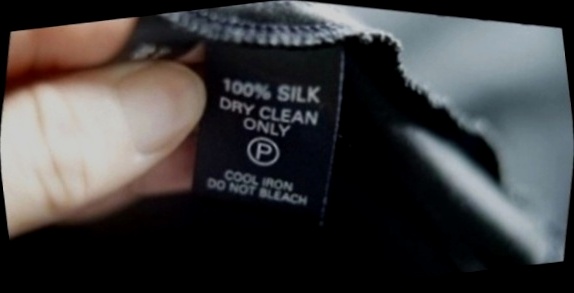 100% SILK
DRY CLEAN
ONLY
P
COOL IRON
DO NOT BLEACH